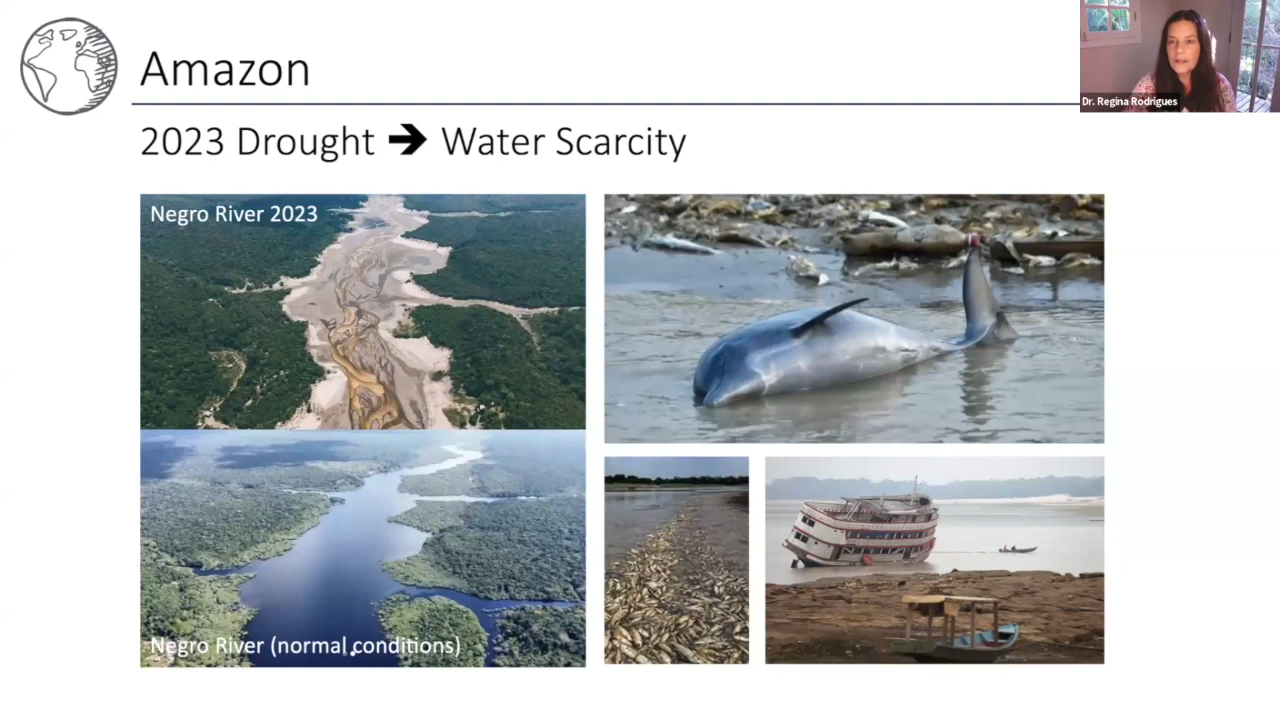 Amazon
Dr. Regina Rodrigues
2023 Drought ➔ Water Scarcity
Negro River 2023
Negro River (normal conditions)